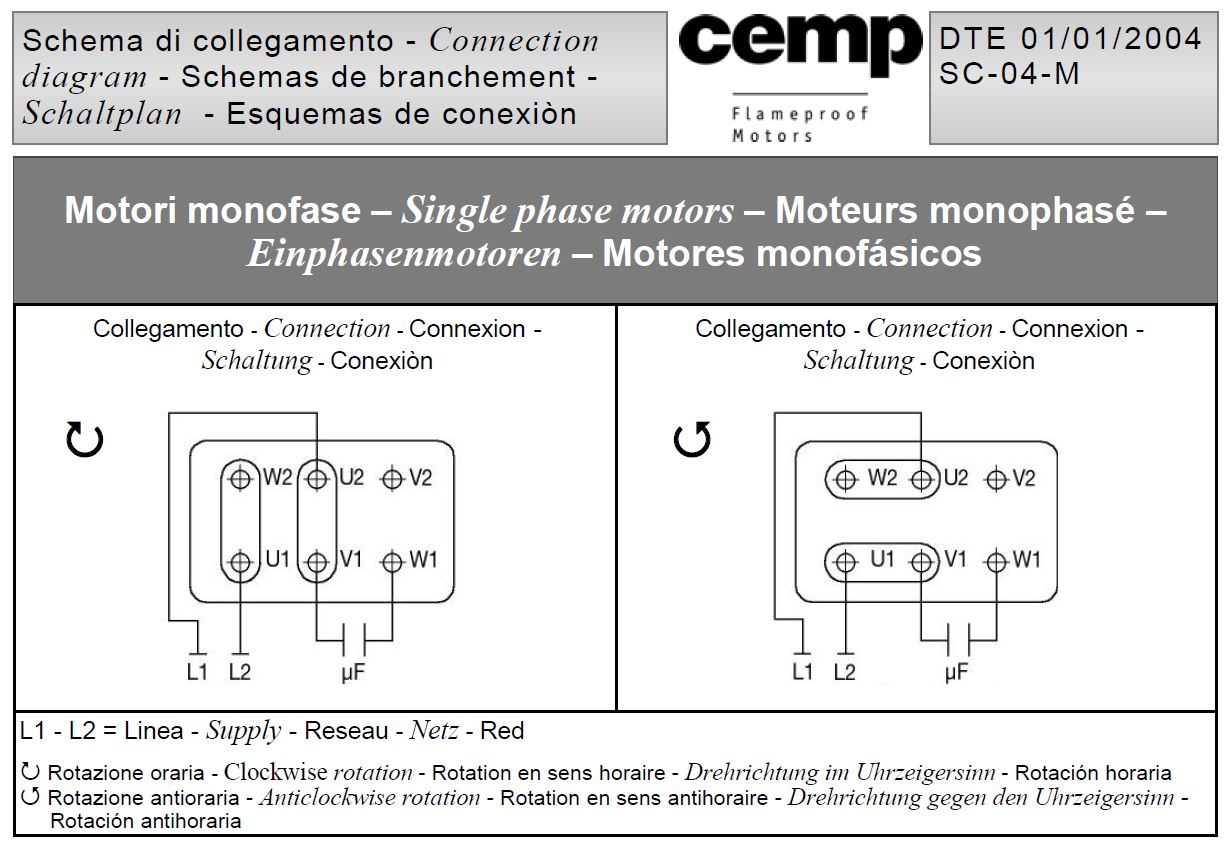 Schema di collegamento - Connection
diagram - Schemas de branchement -
Schaltplan - Esquemas de conexiòn
cemp
Flameproof
Motors
DTE 01/01/2004
SC-04-M
Motori monofase – Single phase motors – Moteurs monophasé –
Einphasenmotoren – Motores monofásicos
Collegamento - Connection - Connexion -
Schaltung - Conexiòn
W2 U2 V2
U1 V1 W1
L1 L2 µF
Collegamento - Connection - Connexion -
Schaltung - Conexiòn
W2 U2 V2
U1 V1 W1
L1 L2 µF
L1 - L2 = Linea - Supply - Reseau - Netz - Red
↻ Rotazione oraria - Clockwise rotation - Rotation en sens horaire - Drehrichtung im Uhrzeigersinn - Rotación horaria
↺ Rotazione antioraria - Anticlockwise rotation - Rotation en sens antihoraire - Drehrichtung gegen den Uhrzeigersinn -
Rotación antihoraria